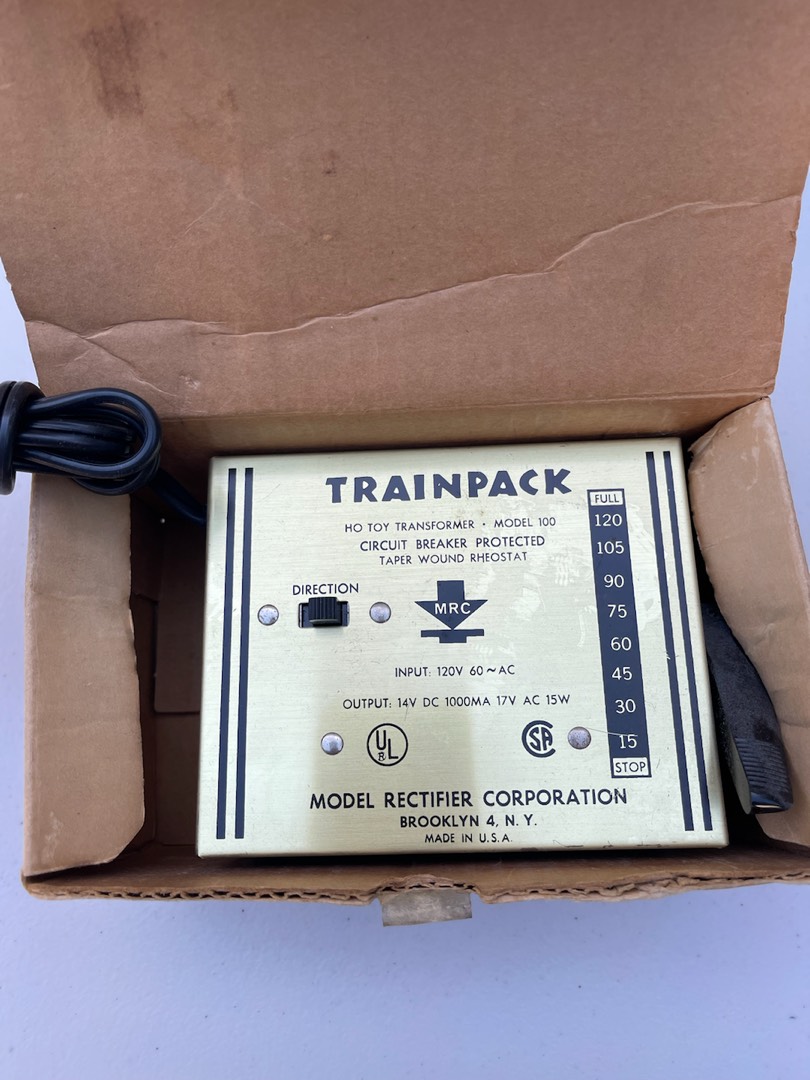 TRAINPACK
HO TOY TRANSFORMER · MODEL 100
CIRCUIT BREAKER PROTECTED
TAPER WOUND RHEOSTAT
DIRECTION
MRC
INPUT: 120V 60~AC
OUTPUT: 14V DC 1000MA 17V AC 15W
UL
R
SA
MODEL RECTIFIER CORPORATION
BROOKLYN 4, N. Y.
MADE IN U.S.A.
FULL
120
105
90
75
60
45
30
15
STOP